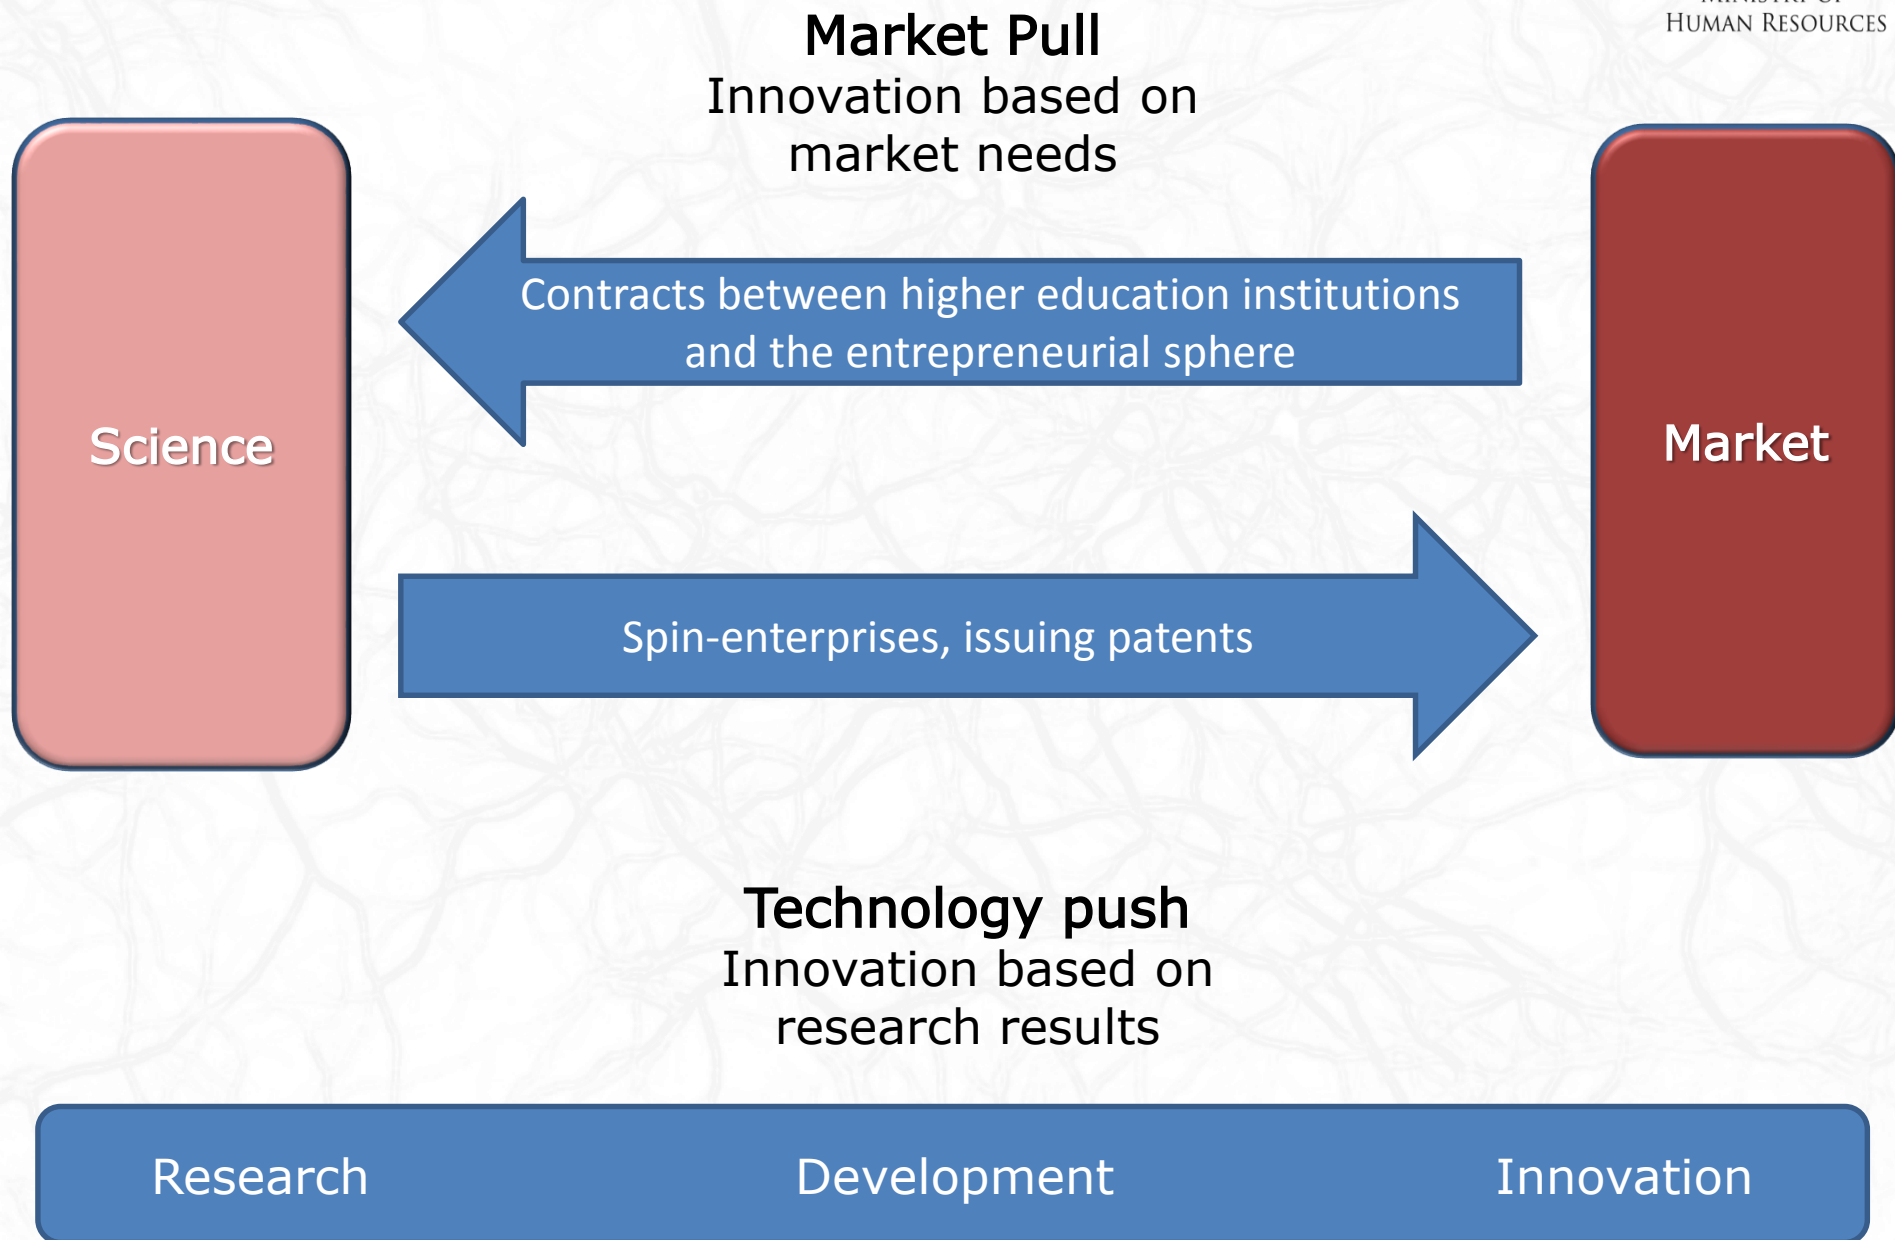 HUMAN RESOURCES
Market Pull
Innovation based on
market needs
Contracts between higher education institutions
and the entrepreneurial sphere
Science
Market
Spin-enterprises, issuing patents
Technology push
Innovation based on
research results
Research Development Innovation